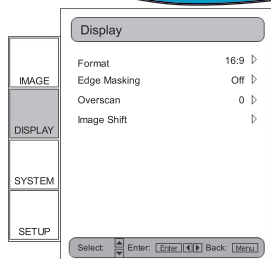 Display
Format 16:9
Edge Masking Off
Overscan 0
Image Shift
IMAGE
DISPLAY
SYSTEM
SETUP
Select: Enter: Enter Back: Menu